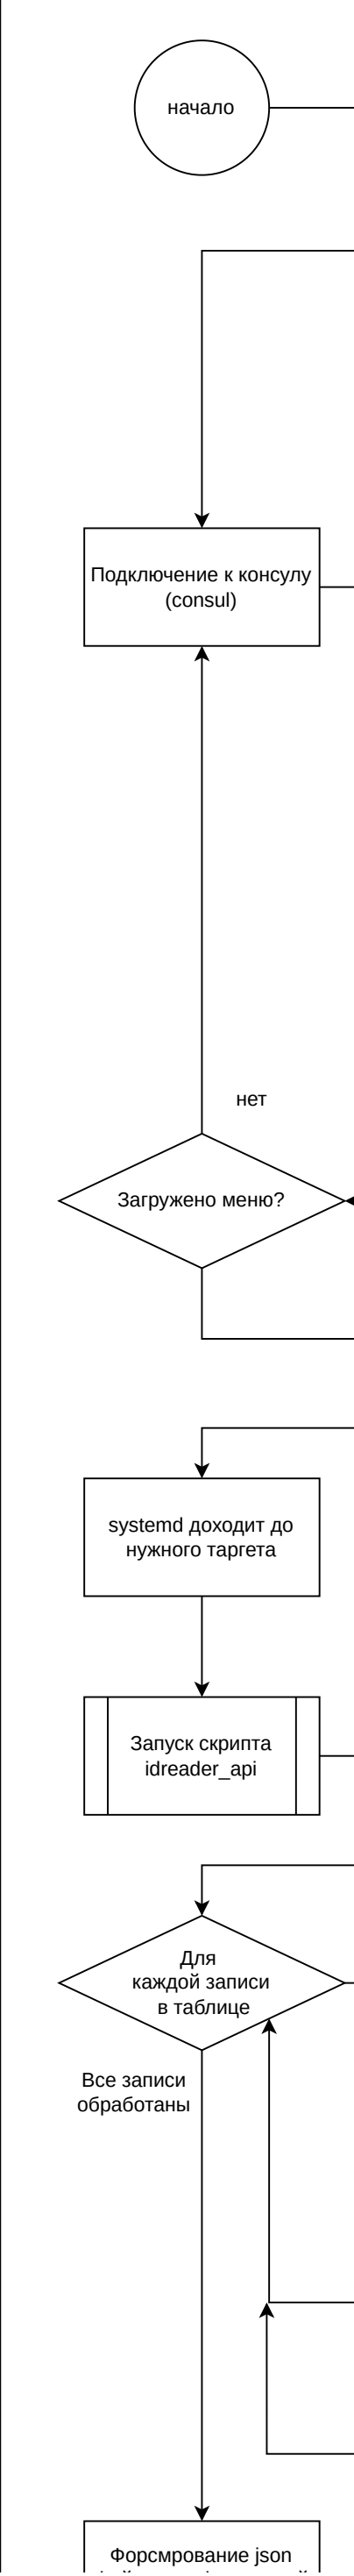 начало
Подключение к консулу
(consul)
нет
Загружено меню?
systemd доходит до
нужного таргета
Запуск скрипта
idreader_api
Для
каждой записи
в таблице
Все записи
обработаны
Форсмрование json